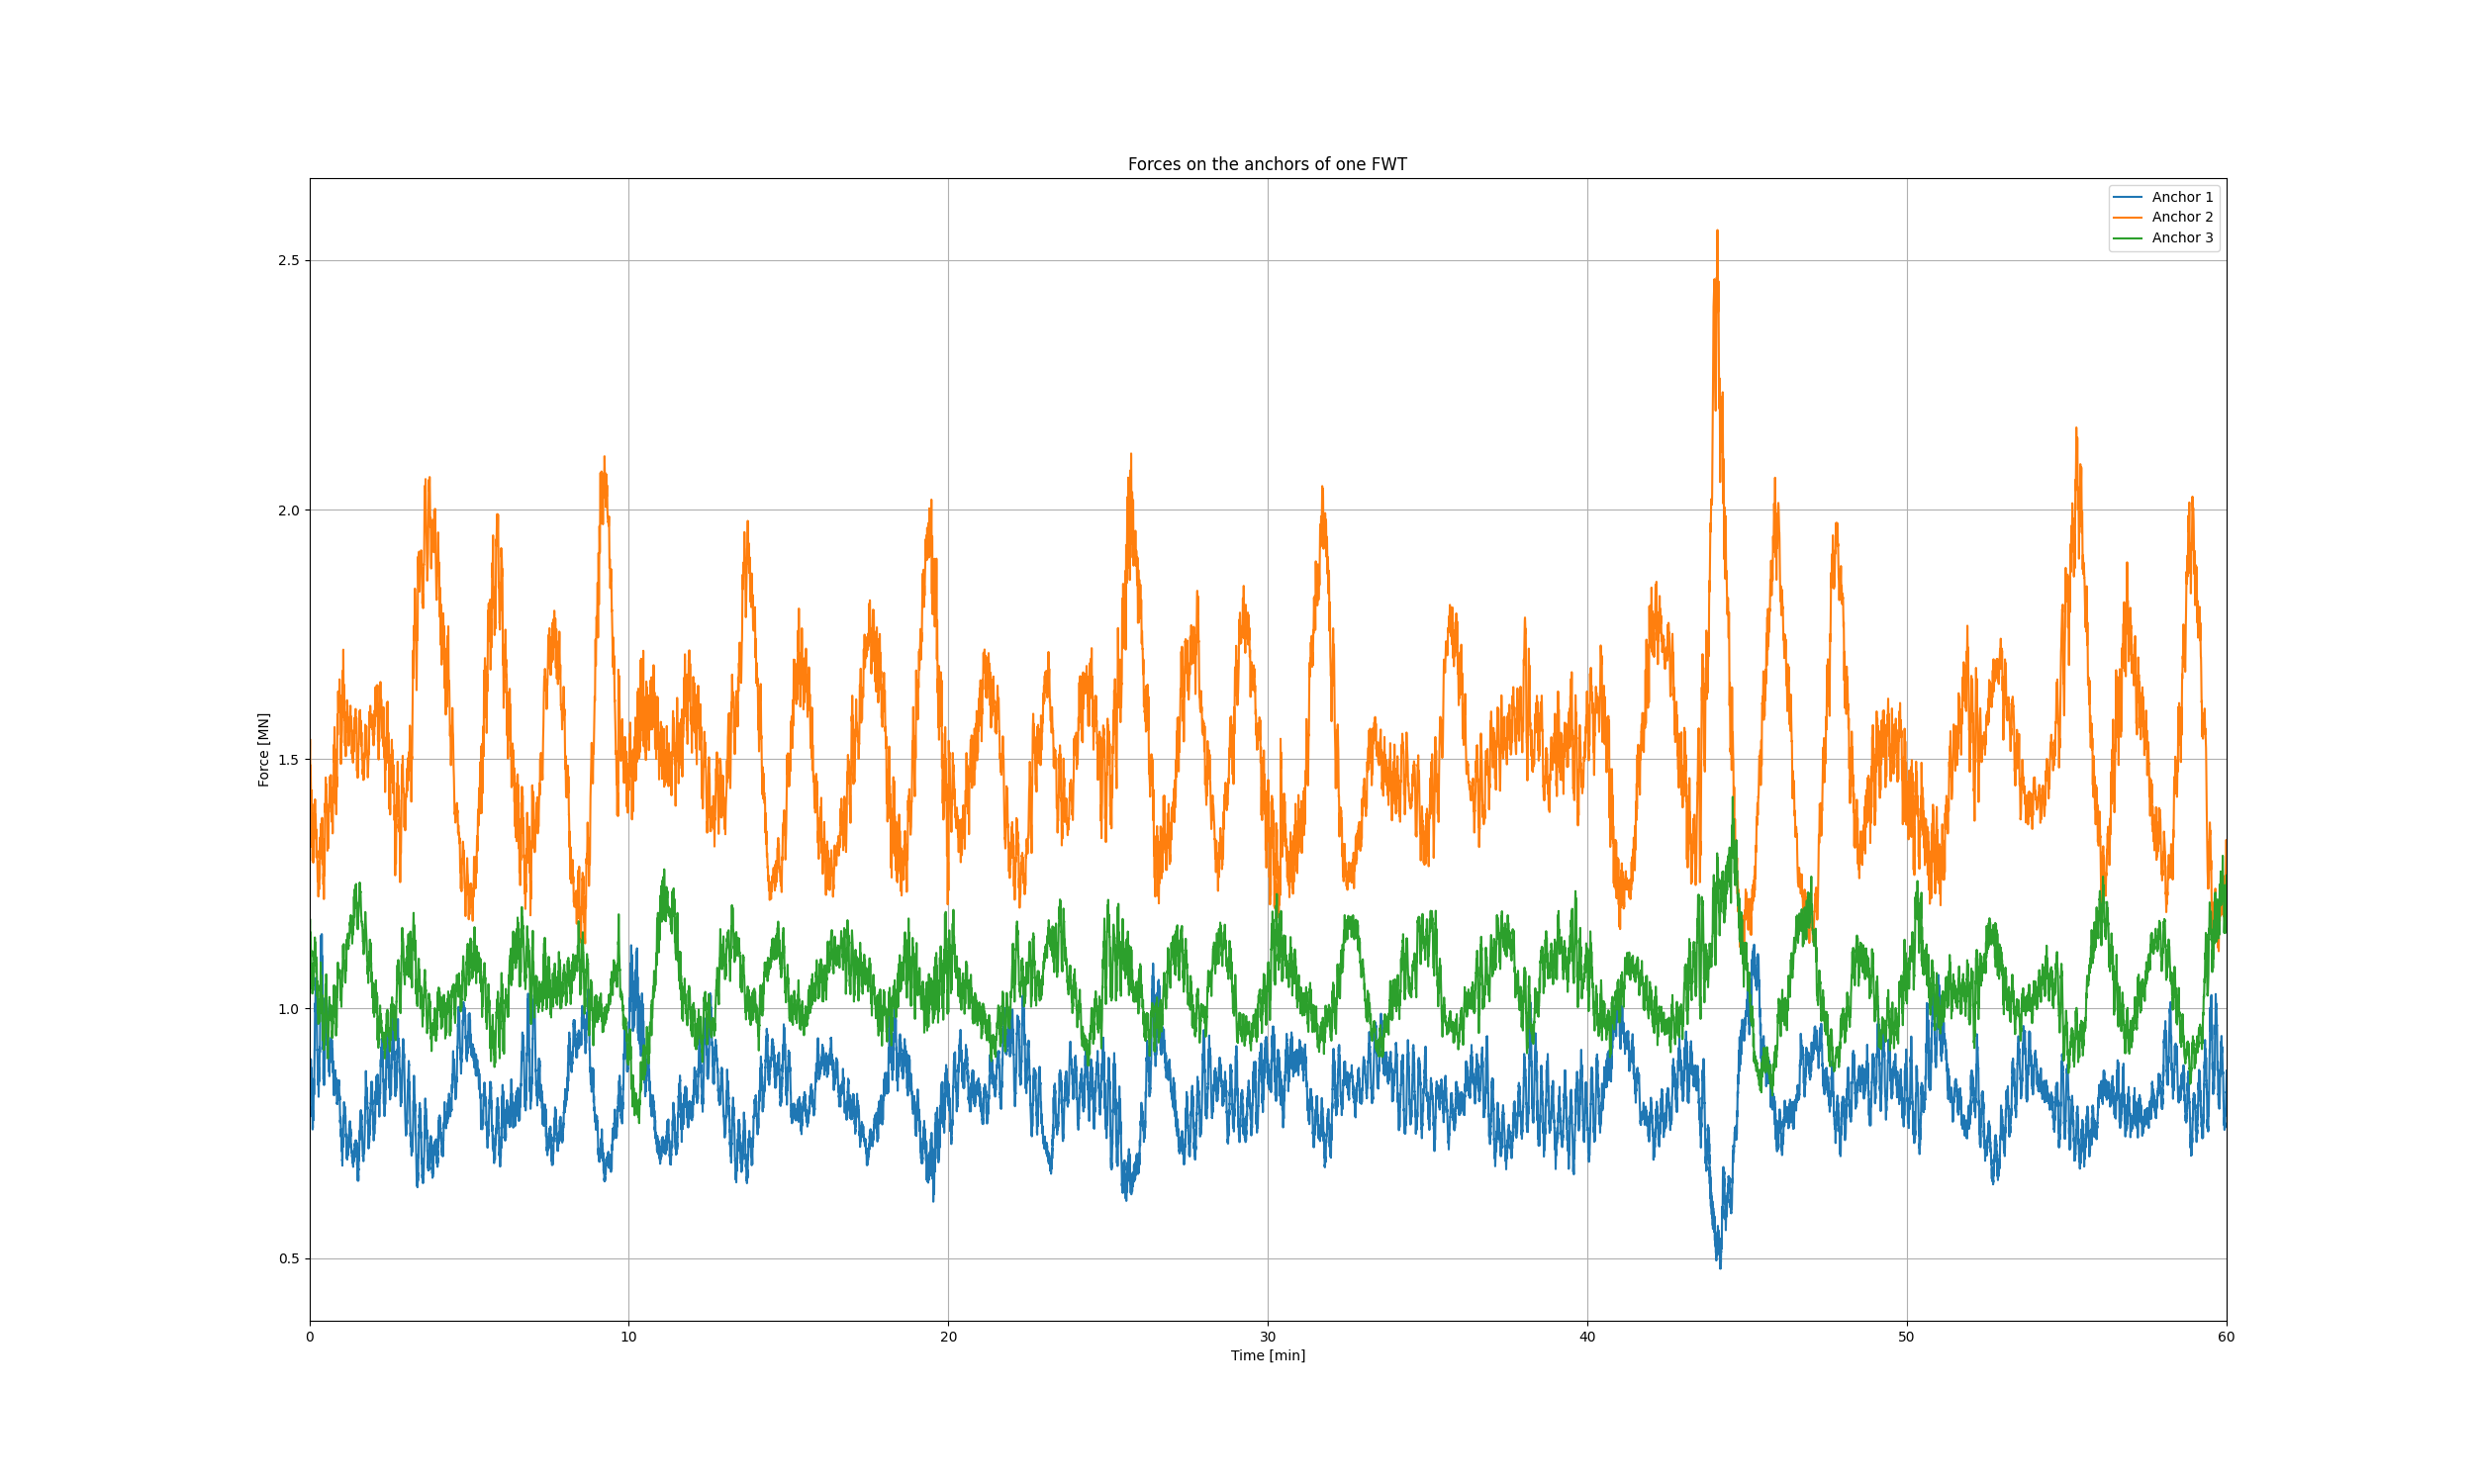 Forces on the anchors of one FWT
Anchor 1
Anchor 2
Anchor 3
2.5
2.0
1.5
1.0
0.5
Force [MN]
0 10 20 30 40 50 60
Time [min]